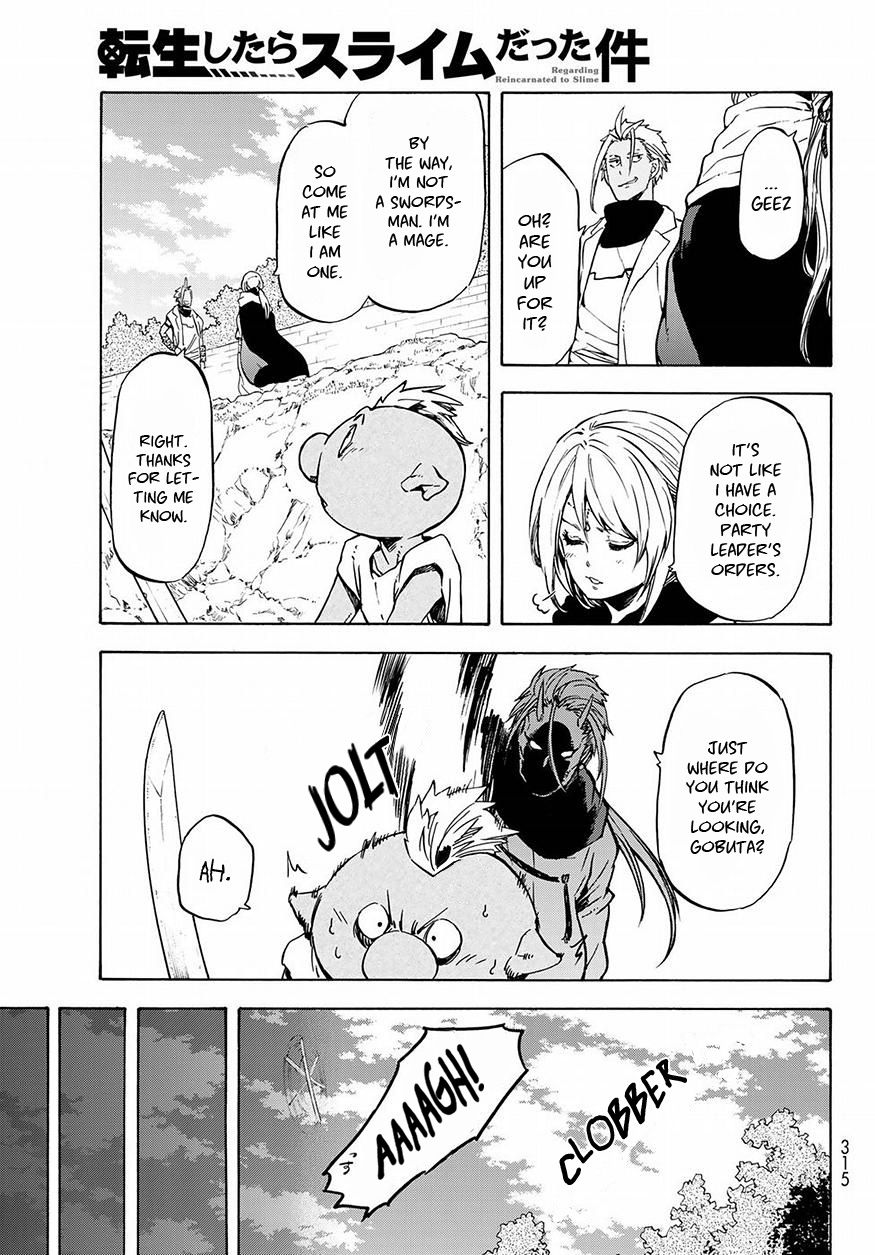 転生したらスライムだった件
Regarding
Reincarnated to Slime
...
GEEZ
OH?
ARE
YOU
UP
FOR
IT?
BY
THE WAY,
I'M NOT
A SWORDS-
MAN. I'M
A MAGE.
SO
COME
AT ME
LIKE
I AM
ONE.
RIGHT.
THANKS
FOR LET-
TING ME
KNOW.
IT'S
NOT LIKE
I HAVE A
CHOICE.
PARTY
LEADER'S
ORDERS.
JUST
WHERE DO
YOU THINK
YOU'RE
LOOKING,
GOBUTA?
JOLT
AH.
CLOBBER
AAAAGH!
315